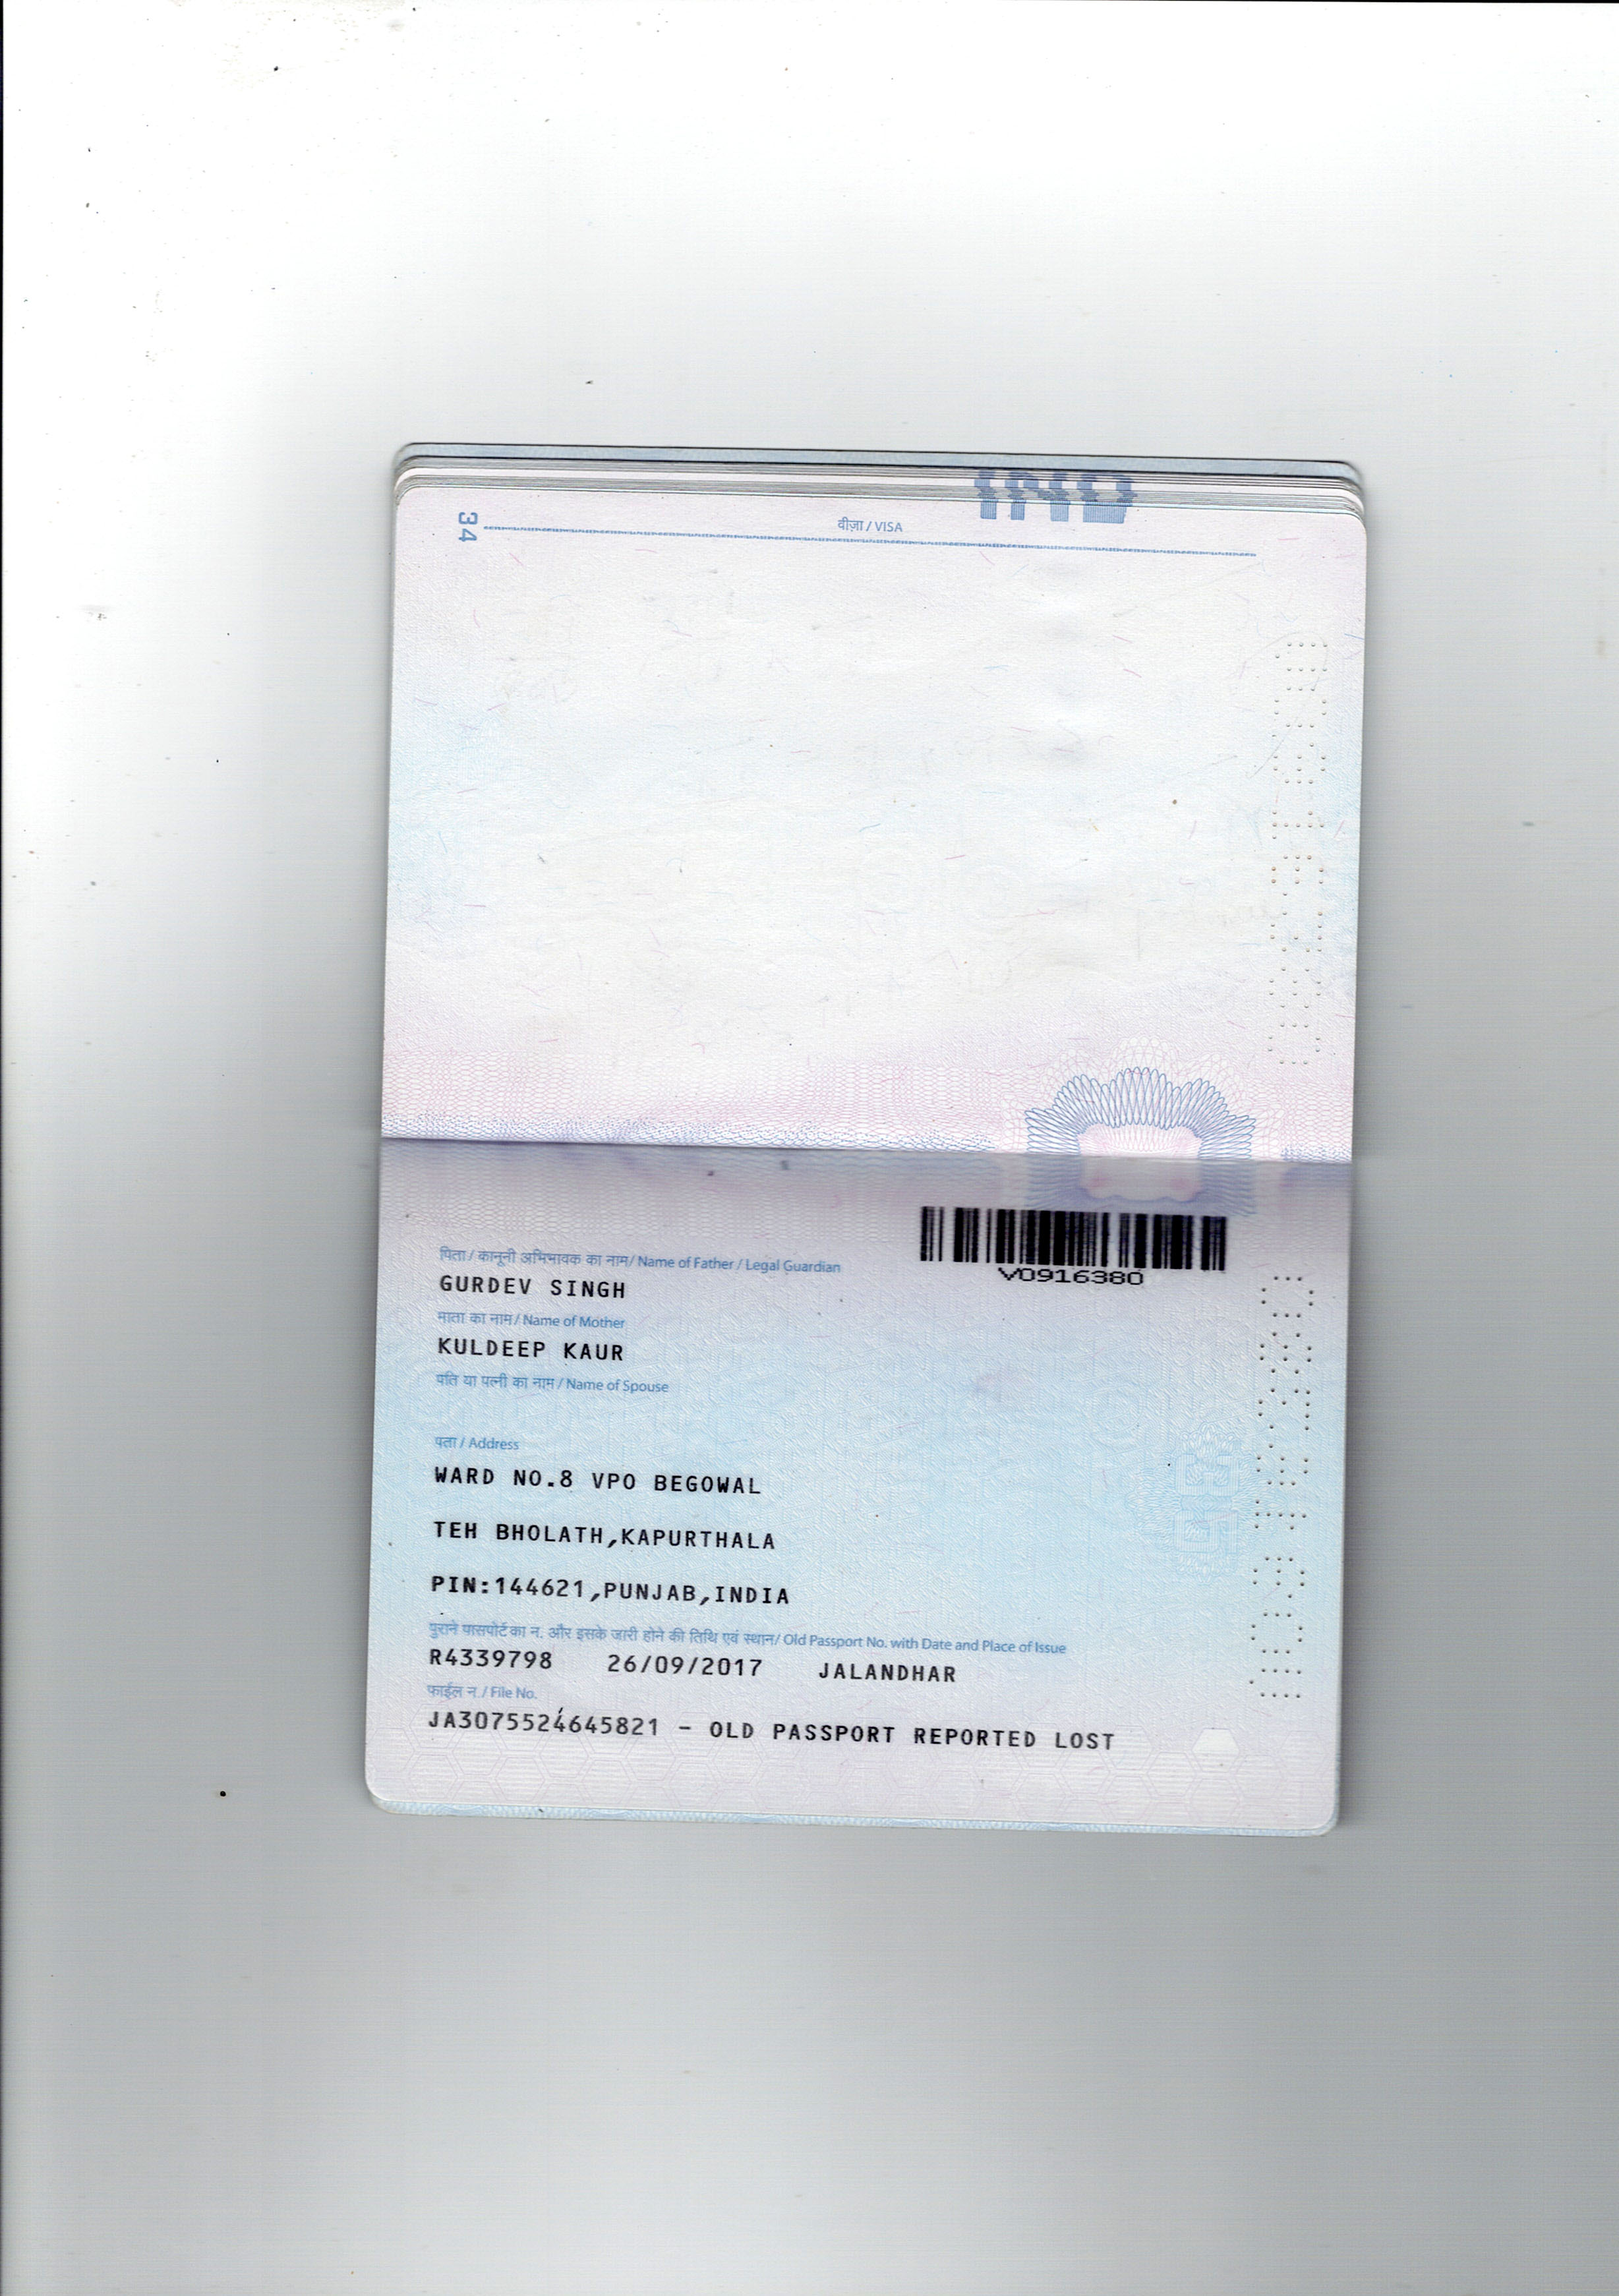 IND
34
वीज़ा / VISA
V0916380
पिता / कानूनी अभिभावक का नाम/ Name of Father / Legal Guardian
GURDEV SINGH
माता का नाम/ Name of Mother
KULDEEP KAUR
पति या पत्नी का नाम / Name of Spouse
पता / Address
WARD NO.8 VPO BEGOWAL
TEH BHOLATH,KAPURTHALA
PIN:144621,PUNJAB,INDIA
पुराने पासपोर्ट का न. और इसके जारी होने की तिथि एवं स्थान/ Old Passport No. with Date and Place of Issue
R4339798 26/09/2017 JALANDHAR
फाईल न / File No.
JA3075524645821 - OLD PASSPORT REPORTED LOST